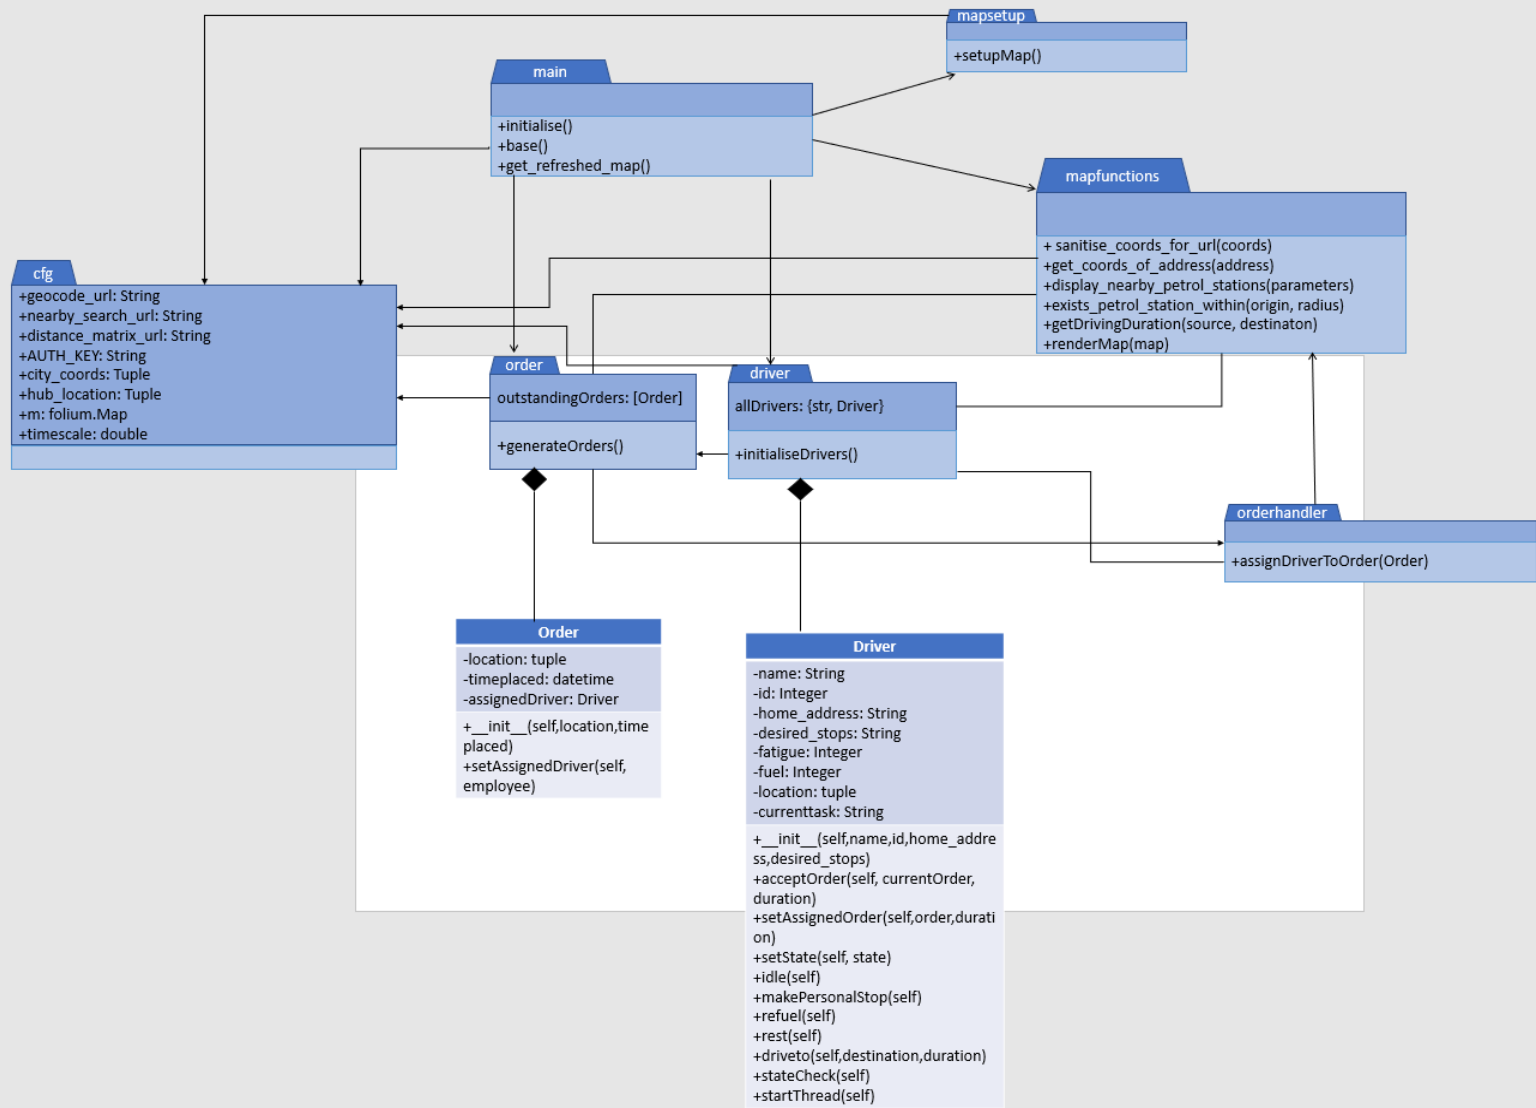 mapsetup
+setupMap()
main
+initialise()
+base()
+get_refreshed_map()
mapfunctions
+ sanitise_coords_for_url(coords)
+get_coords_of_address(address)
+display_nearby_petrol_stations(parameters)
+exists_petrol_station_within(origin, radius)
+getDrivingDuration(source, destinaton)
+renderMap(map)
cfg
+geocode_url: String
+nearby_search_url: String
+distance_matrix_url: String
+AUTH_KEY: String
+city_coords: Tuple
+hub_location: Tuple
+m: folium.Map
+timescale: double
order
outstandingOrders: [Order]
+generateOrders()
driver
allDrivers: {str, Driver}
+initialiseDrivers()
orderhandler
+assignDriverToOrder(Order)
Order
-location: tuple
-timeplaced: datetime
-assignedDriver: Driver
+__init__(self,location,time
placed)
+setAssignedDriver(self,
employee)
Driver
-name: String
-id: Integer
-home_address: String
-desired_stops: String
-fatigue: Integer
-fuel: Integer
-location: tuple
-currenttask: String
+__init__(self,name,id,home_addre
ss,desired_stops)
+acceptOrder(self, currentOrder,
duration)
+setAssignedOrder(self,order,durati
on)
+setState(self, state)
+idle(self)
+makePersonalStop(self)
+refuel(self)
+rest(self)
+driveto(self,destination,duration)
+stateCheck(self)
+startThread(self)